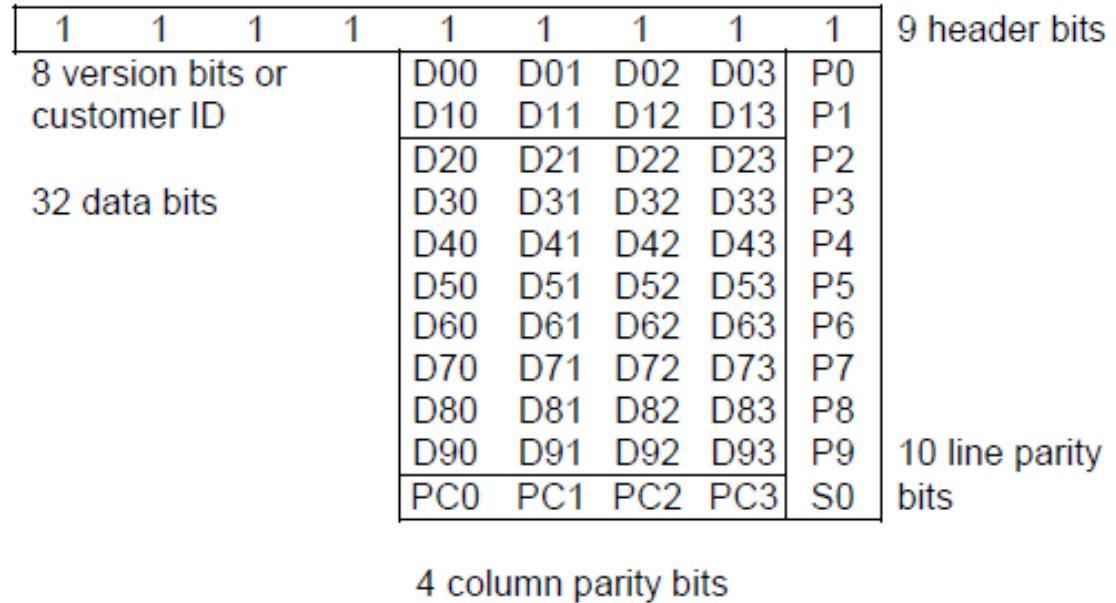 1 1 1 1 1 1 1 1 1 9 header bits
8 version bits or D00 D01 D02 D03 P0
customer ID D10 D11 D12 D13 P1
D20 D21 D22 D23 P2
32 data bits D30 D31 D32 D33 P3
D40 D41 D42 D43 P4
D50 D51 D52 D53 P5
D60 D61 D62 D63 P6
D70 D71 D72 D73 P7
D80 D81 D82 D83 P8
D90 D91 D92 D93 P9 10 line parity
PC0 PC1 PC2 PC3 S0 bits
4 column parity bits